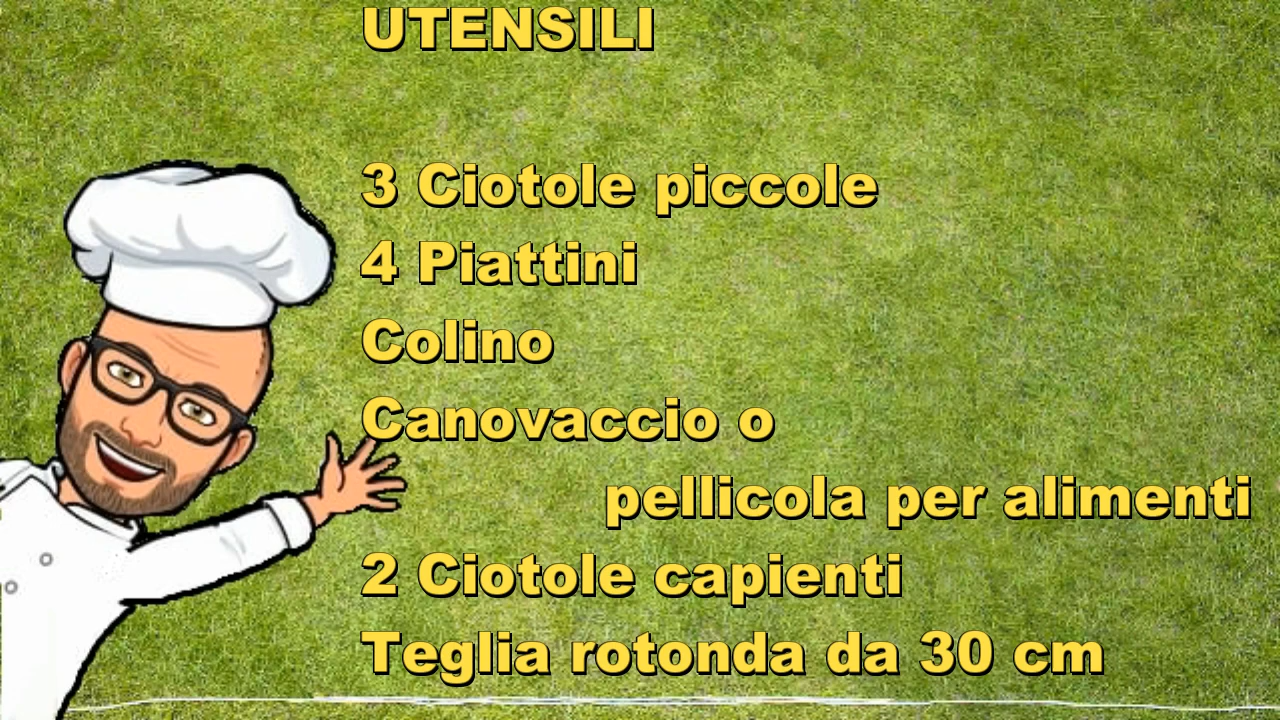 UTENSILI
3 Ciotole piccole
4 Piattini
Colino
Canovaccio o
pellicola per alimenti
2 Ciotole capienti
Teglia rotonda da 30 cm